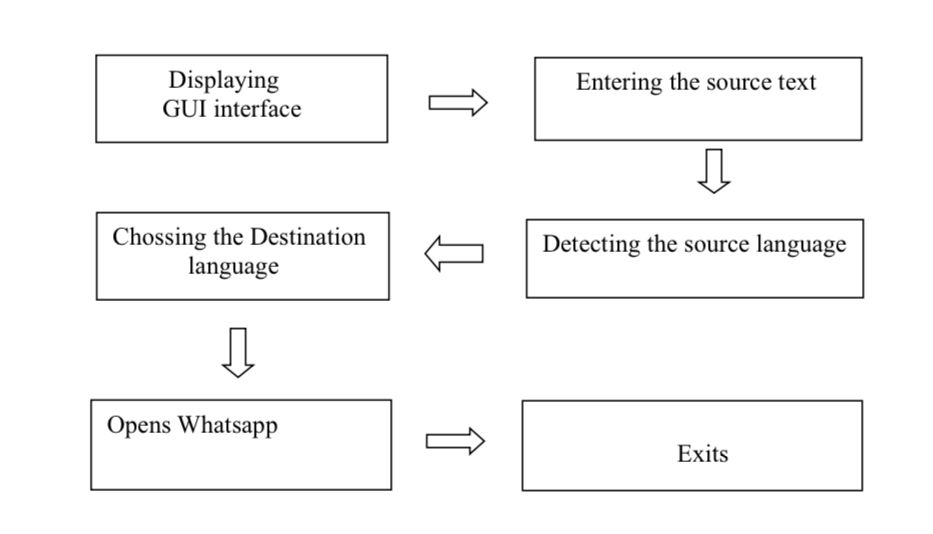 Displaying
GUI interface
Entering the source text
Detecting the source language
Chossing the Destination
language
Opens Whatsapp
Exits